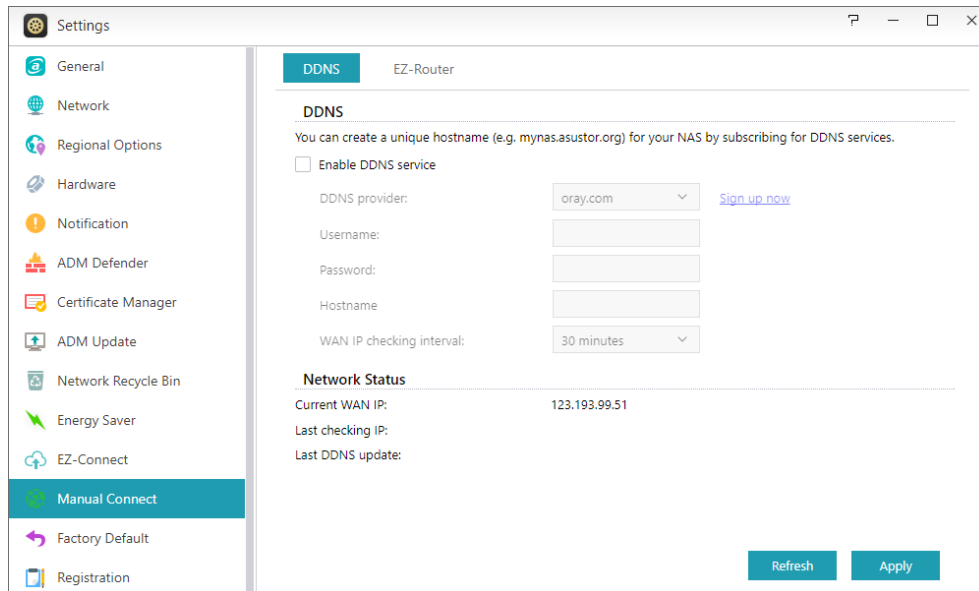 Settings
General
Network
Regional Options
Hardware
Notification
ADM Defender
Certificate Manager
ADM Update
Network Recycle Bin
Energy Saver
EZ-Connect
Manual Connect
Factory Default
Registration
DDNS EZ-Router
DDNS
You can create a unique hostname (e.g. mynas.asustor.org) for your NAS by subscribing for DDNS services.
Enable DDNS service
DDNS provider: oray.com Sign up now
Username:
Password:
Hostname
WAN IP checking interval: 30 minutes
Network Status
Current WAN IP: 123.193.99.51
Last checking IP:
Last DDNS update:
Refresh Apply